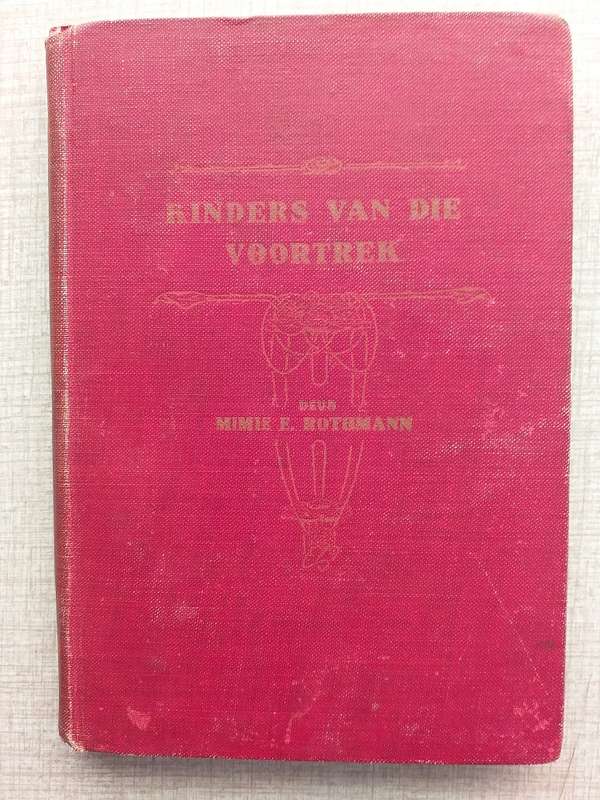 KINDERS VAN DIE
VOORTREK
DEUR
MIMIE E. ROTHMANN